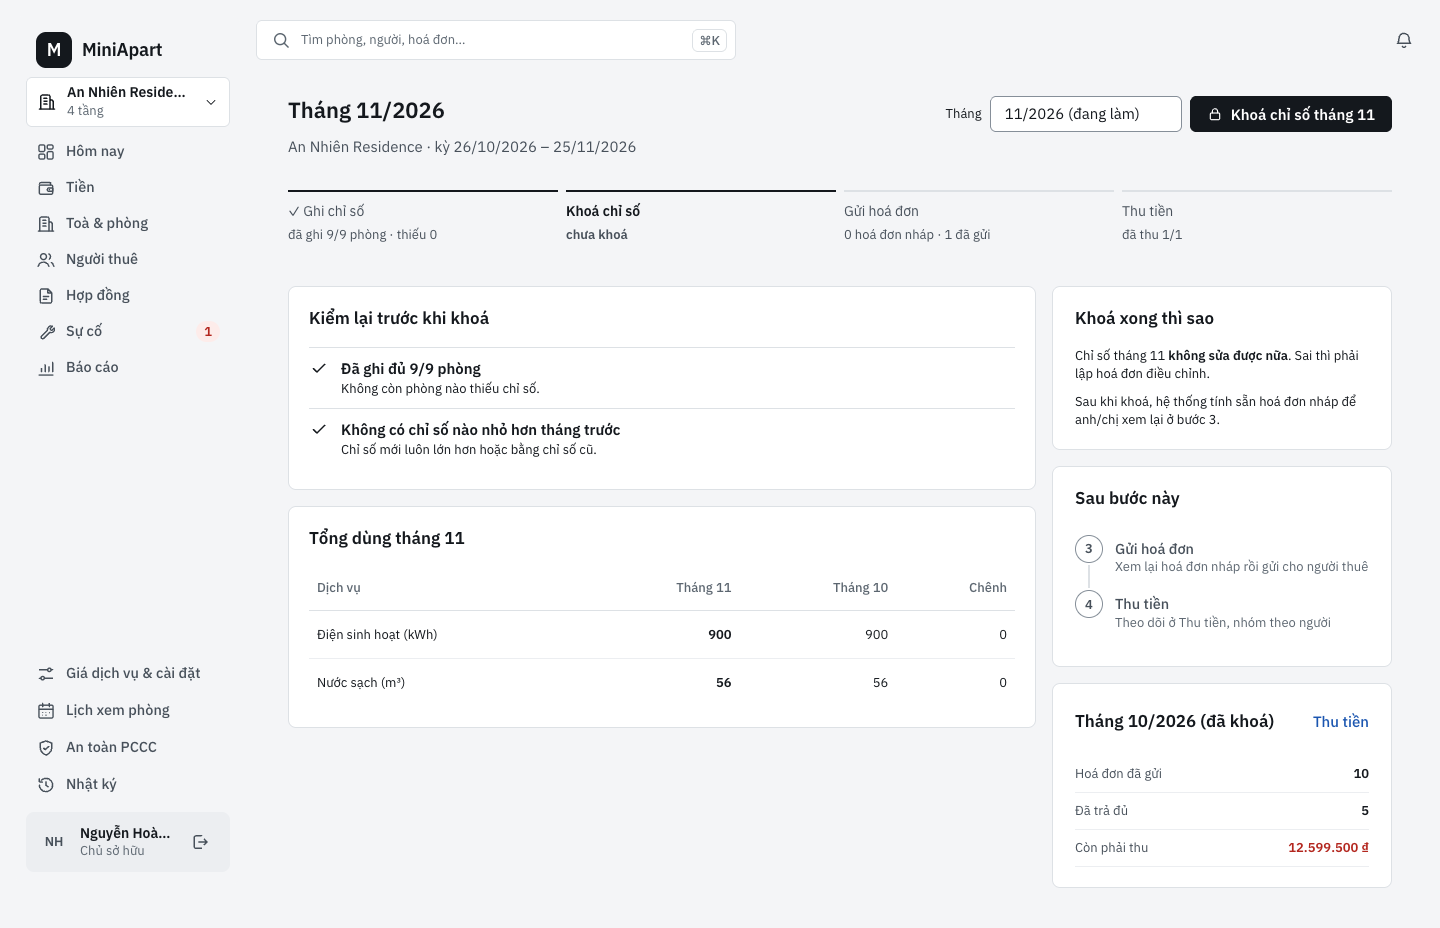 M MiniApart
Tìm phòng, người, hoá đơn...
⌘K
An Nhiên Reside...
4 tầng
Hôm nay
Tiền
Toà & phòng
Người thuê
Hợp đồng
Sự cố 1
Báo cáo
Giá dịch vụ & cài đặt
Lịch xem phòng
An toàn PCCC
Nhật ký
NH
Nguyễn Hoà...
Chủ sở hữu
Tháng 11/2026
An Nhiên Residence · kỳ 26/10/2026 – 25/11/2026
Tháng
11/2026 (đang làm)
Khoá chỉ số tháng 11
✓ Ghi chỉ số
đã ghi 9/9 phòng · thiếu 0
Khoá chỉ số
chưa khoá
Gửi hoá đơn
0 hoá đơn nháp · 1 đã gửi
Thu tiền
đã thu 1/1
Kiểm lại trước khi khoá
Đã ghi đủ 9/9 phòng
Không còn phòng nào thiếu chỉ số.
Không có chỉ số nào nhỏ hơn tháng trước
Chỉ số mới luôn lớn hơn hoặc bằng chỉ số cũ.
Tổng dùng tháng 11
Dịch vụ Tháng 11 Tháng 10 Chênh
Điện sinh hoạt (kWh) 900 900 0
Nước sạch (m³) 56 56 0
Khoá xong thì sao
Chỉ số tháng 11 không sửa được nữa. Sai thì phải
lập hoá đơn điều chỉnh.
Sau khi khoá, hệ thống tính sẵn hoá đơn nháp để
anh/chị xem lại ở bước 3.
Sau bước này
3 Gửi hoá đơn
Xem lại hoá đơn nháp rồi gửi cho người thuê
4 Thu tiền
Theo dõi ở Thu tiền, nhóm theo người
Tháng 10/2026 (đã khoá) Thu tiền
Hoá đơn đã gửi 10
Đã trả đủ 5
Còn phải thu 12.599.500 ₫